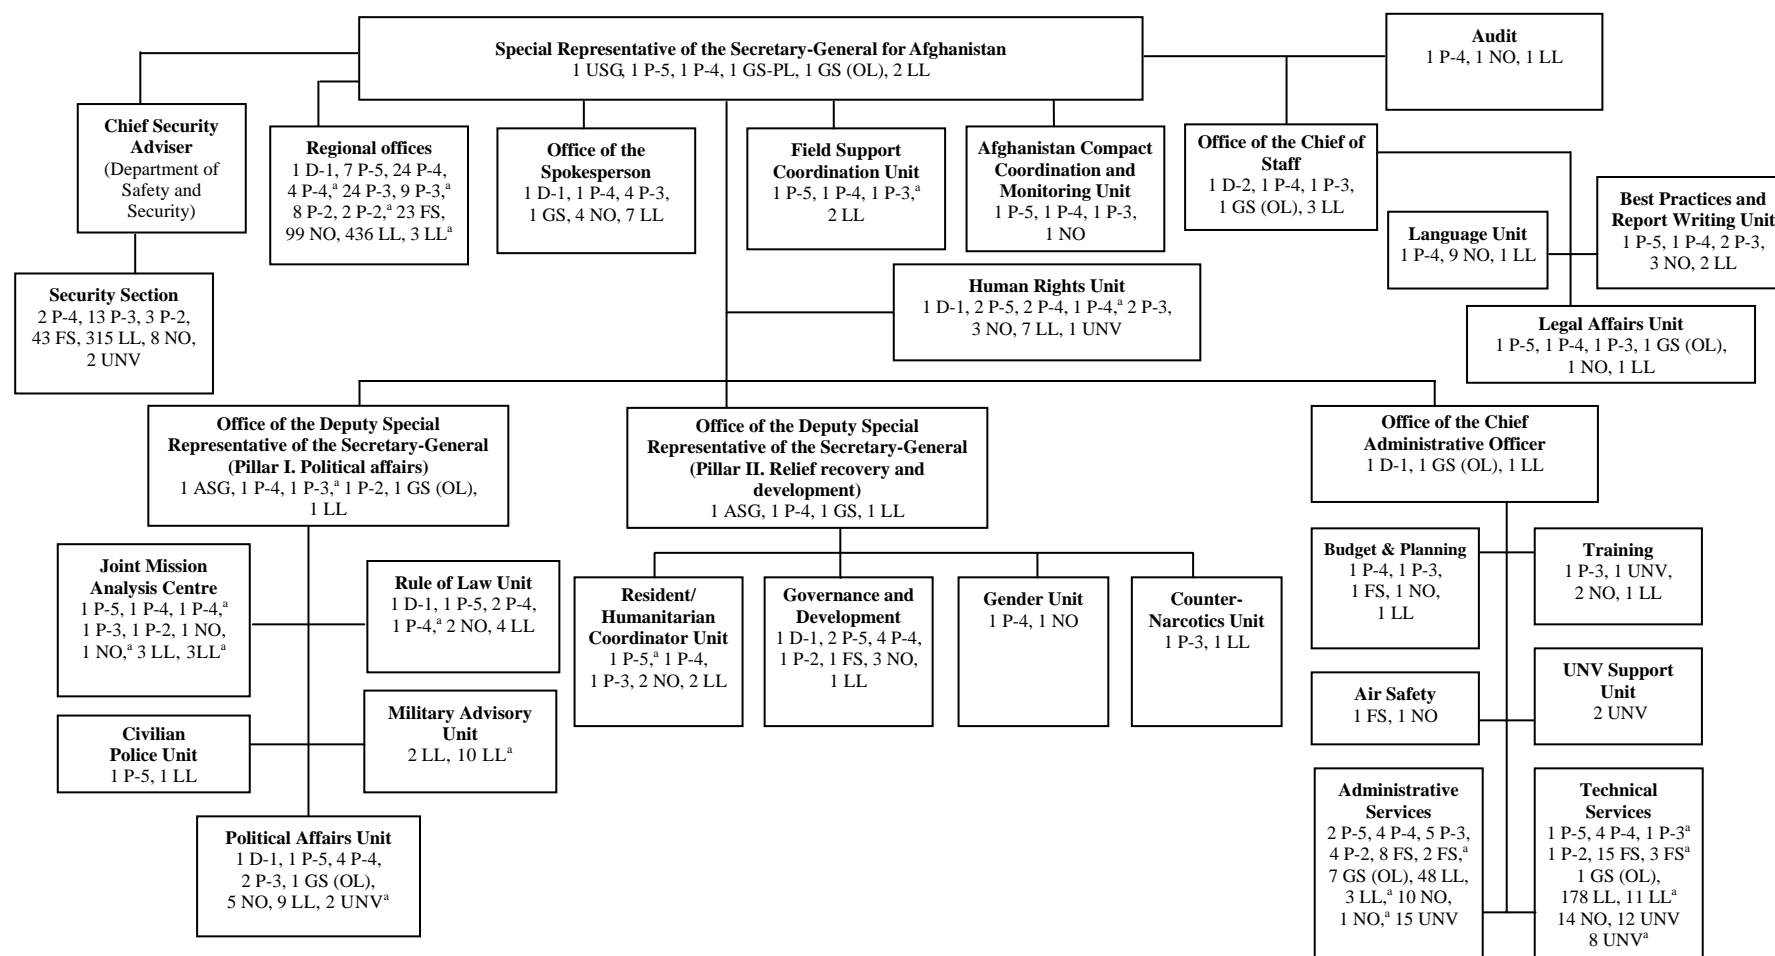 Special Representative of the Secretary-General for Afghanistan
1 USG, 1 P-5, 1 P-4, 1 GS-PL, 1 GS (OL), 2 LL
Audit
1 P-4, 1 NO, 1 LL
Chief Security
Adviser
(Department of
Safety and
Security)
Regional offices
1 D-1, 7 P-5, 24 P-4,
4 P-4,ª 24 P-3, 9 P-3,ª
8 P-2, 2 P-2,ª 23 FS,
99 NO, 436 LL, 3 LLª
Office of the
Spokesperson
1 D-1, 1 P-4, 4 P-3,
1 GS, 4 NO, 7 LL
Field Support
Coordination Unit
1 P-5, 1 P-4, 1 P-3,ª
2 LL
Afghanistan Compact
Coordination and
Monitoring Unit
1 P-5, 1 P-4, 1 P-3,
1 NO
Office of the Chief of
Staff
1 D-2, 1 P-4, 1 P-3,
1 GS (OL), 3 LL
Language Unit
1 P-4, 9 NO, 1 LL
Best Practices and
Report Writing Unit
1 P-5, 1 P-4, 2 P-3,
3 NO, 2 LL
Security Section
2 P-4, 13 P-3, 3 P-2,
43 FS, 315 LL, 8 NO,
2 UNV
Human Rights Unit
1 D-1, 2 P-5, 2 P-4, 1 P-4,ª 2 P-3,
3 NO, 7 LL, 1 UNV
Legal Affairs Unit
1 P-5, 1 P-4, 1 P-3, 1 GS (OL),
1 NO, 1 LL
Office of the Deputy Special
Representative of the Secretary-General
(Pillar I. Political affairs)
1 ASG, 1 P-4, 1 P-3,ª 1 P-2, 1 GS (OL),
1 LL
Office of the Deputy Special
Representative of the Secretary-General
(Pillar II. Relief recovery and
development)
1 ASG, 1 P-4, 1 GS, 1 LL
Office of the Chief
Administrative Officer
1 D-1, 1 GS (OL), 1 LL
Joint Mission
Analysis Centre
1 P-5, 1 P-4, 1 P-4,ª
1 P-3, 1 P-2, 1 NO,
1 NO,ª 3 LL, 3LLª
Rule of Law Unit
1 D-1, 1 P-5, 2 P-4,
1 P-4,ª 2 NO, 4 LL
Resident/
Humanitarian
Coordinator Unit
1 P-5,ª 1 P-4,
1 P-3, 2 NO, 2 LL
Governance and
Development
1 D-1, 2 P-5, 4 P-4,
1 P-2, 1 FS, 3 NO,
1 LL
Gender Unit
1 P-4, 1 NO
Counter-
Narcotics Unit
1 P-3, 1 LL
Budget & Planning
1 P-4, 1 P-3,
1 FS, 1 NO,
1 LL
Training
1 P-3, 1 UNV,
2 NO, 1 LL
Civilian
Police Unit
1 P-5, 1 LL
Military Advisory
Unit
2 LL, 10 LLª
Air Safety
1 FS, 1 NO
UNV Support
Unit
2 UNV
Political Affairs Unit
1 D-1, 1 P-5, 4 P-4,
2 P-3, 1 GS (OL),
5 NO, 9 LL, 2 UNVª
Administrative
Services
2 P-5, 4 P-4, 5 P-3,
4 P-2, 8 FS, 2 FS,ª
7 GS (OL), 48 LL,
3 LL,ª 10 NO,
1 NO,ª 15 UNV
Technical
Services
1 P-5, 4 P-4, 1 P-3ª
1 P-2, 15 FS, 3 FSª
1 GS (OL),
178 LL, 11 LLª
14 NO, 12 UNV
8 UNVª